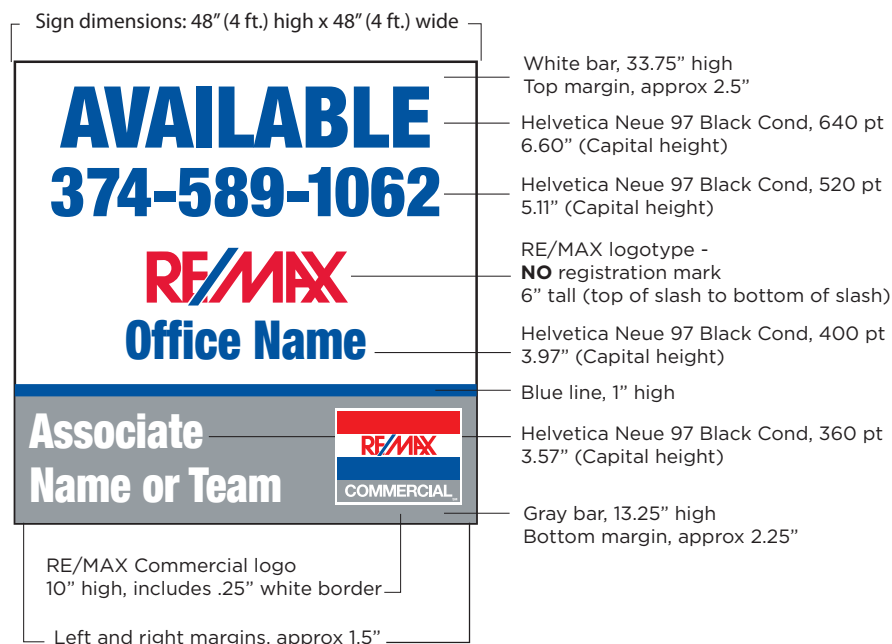 Sign dimensions: 48” (4 ft.) high x 48” (4 ft.) wide
AVAILABLE
374-589-1062
RE/MAX
Office Name
Associate
Name or Team
RE/MAX
COMMERCIAL
White bar, 33.75” high
Top margin, approx 2.5”
Helvetica Neue 97 Black Cond, 640 pt
6.60” (Capital height)
Helvetica Neue 97 Black Cond, 520 pt
5.11” (Capital height)
RE/MAX logotype -
NO registration mark
6” tall (top of slash to bottom of slash)
Helvetica Neue 97 Black Cond, 400 pt
3.97” (Capital height)
Blue line, 1” high
Helvetica Neue 97 Black Cond, 360 pt
3.57” (Capital height)
Gray bar, 13.25” high
Bottom margin, approx 2.25”
RE/MAX Commercial logo
10” high, includes .25” white border
Left and right margins, approx 1.5”